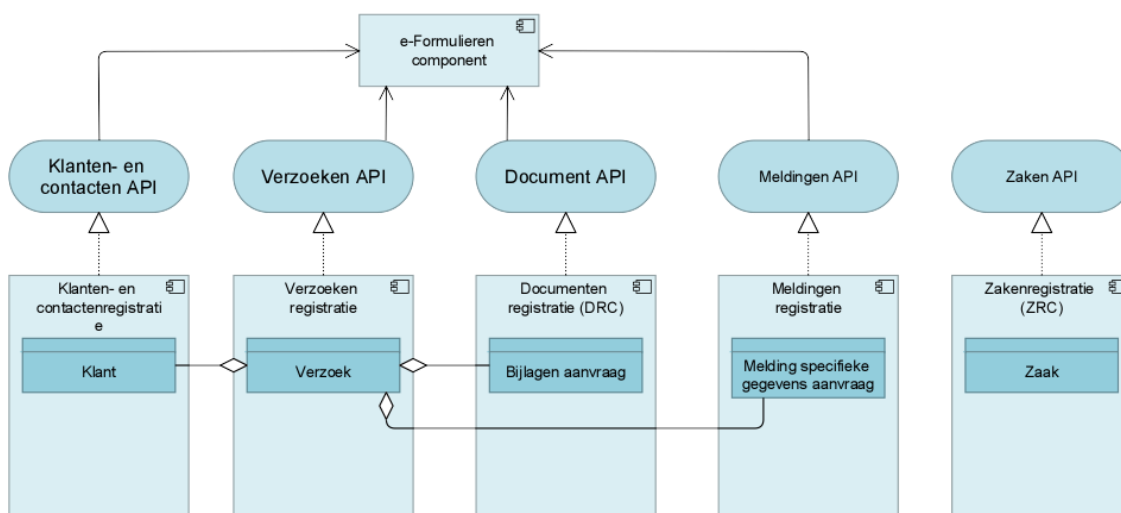 e-Formulieren
component
Klanten- en
contacten API
Verzoeken API
Document API
Meldingen API
Zaken API
Klanten- en
contactenregistrati
e
Verzoeken
registratie
Documenten
registratie (DRC)
Meldingen
registratie
Zakenregistratie
(ZRC)
Klant
Verzoek
Bijlagen aanvraag
Melding specifieke
gegevens aanvraag
Zaak